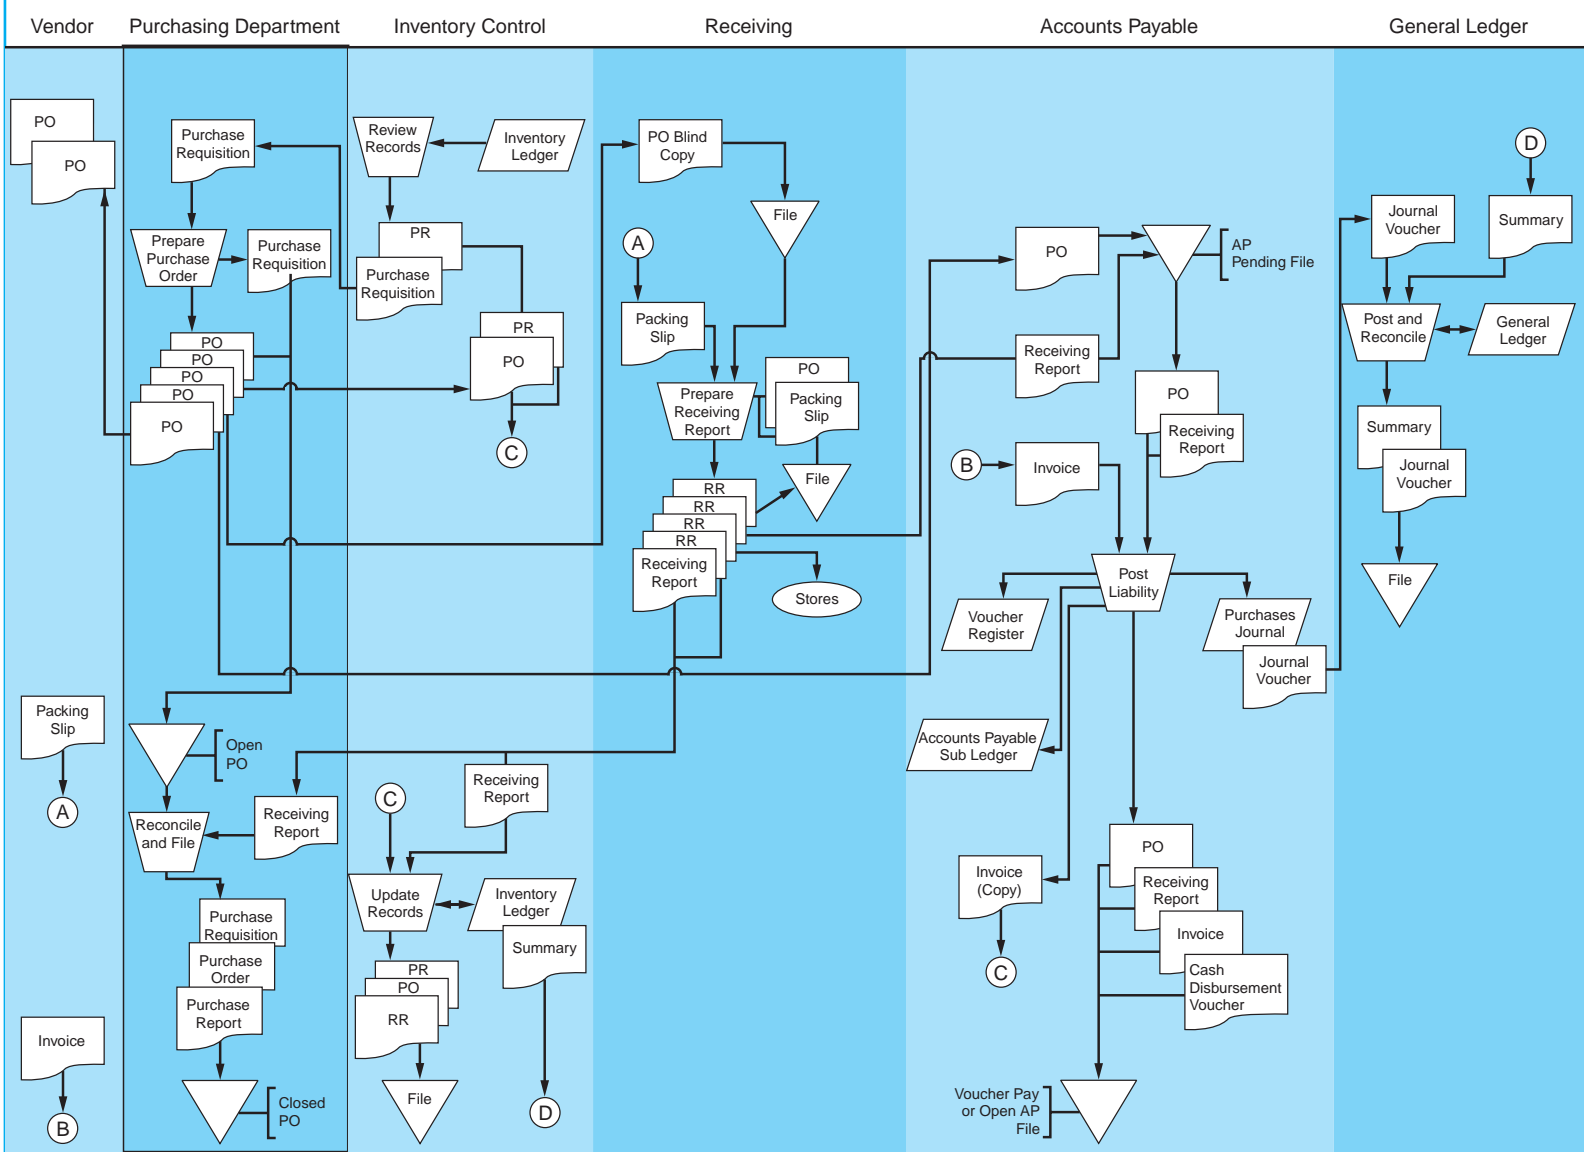 Vendor
Purchasing Department
Inventory Control
Receiving
Accounts Payable
General Ledger
PO
PO
Packing
Slip
A
Invoice
B
Purchase
Requisition
Prepare
Purchase
Order
Purchase
Requisition
PO
PO
PO
PO
PO
Open
PO
Reconcile
and File
Receiving
Report
Purchase
Requisition
Purchase
Order
Purchase
Report
Closed
PO
Review
Records
Inventory
Ledger
PR
Purchase
Requisition
PR
PO
C
Receiving
Report
C
Update
Records
Inventory
Ledger
Summary
PR
PO
RR
File
D
PO Blind
Copy
File
A
Packing
Slip
Prepare
Receiving
Report
PO
Packing
Slip
File
RR
RR
RR
RR
Receiving
Report
Stores
PO
AP
Pending File
Receiving
Report
PO
Receiving
Report
B
Invoice
Post
Liability
Voucher
Register
Purchases
Journal
Journal
Voucher
Accounts Payable
Sub Ledger
Invoice
(Copy)
C
PO
Receiving
Report
Invoice
Cash
Disbursement
Voucher
Voucher Pay
or Open AP
File
D
Journal
Voucher
Summary
Post and
Reconcile
General
Ledger
Summary
Journal
Voucher
File